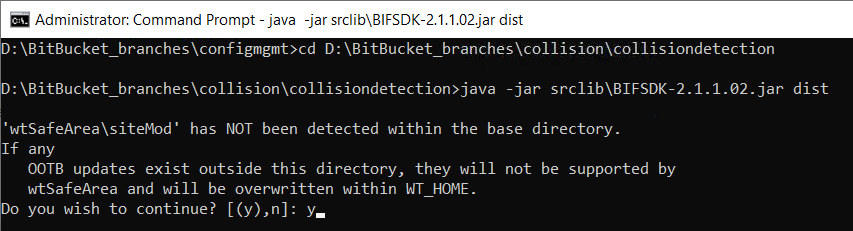 Administrator: Command Prompt - java  -jar srclib\BIFSDK-2.1.1.02.jar dist
D:\BitBucket_branches\configmgmt>cd D:\BitBucket_branches\collision\collisiondetection
D:\BitBucket_branches\collision\collisiondetection>java -jar srclib\BIFSDK-2.1.1.02.jar dist
'wtSafeArea\siteMod' has NOT been detected within the base directory.
If any
   OOTB updates exist outside this directory, they will not be supported by
   wtSafeArea and will be overwritten within WT_HOME.
Do you wish to continue? [(y),n]: y